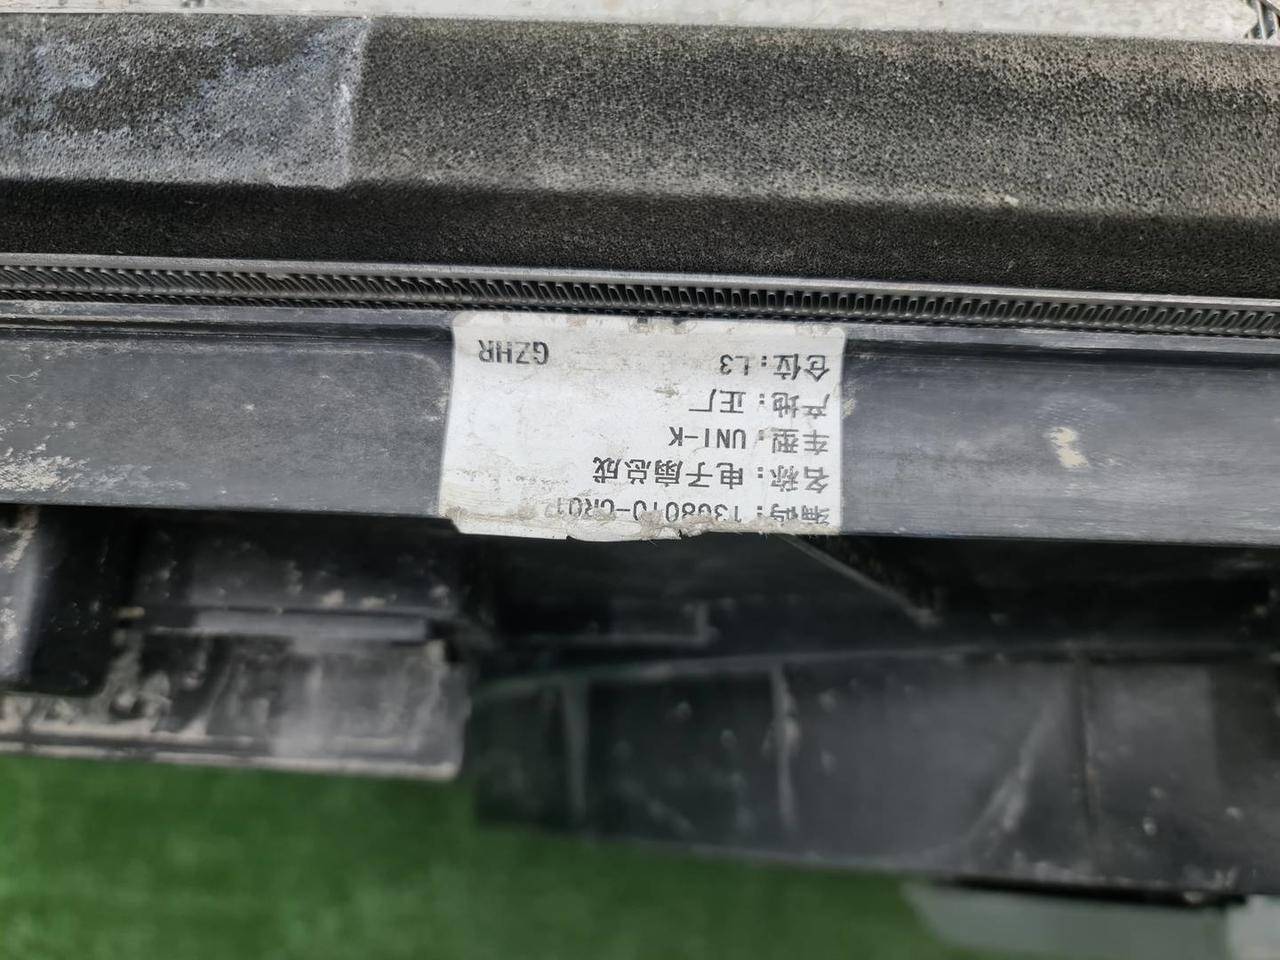 编码：1308010-CR01
名称：电子扇总成
车型：UNI-K
产地：正厂
仓位：L3 GZHR